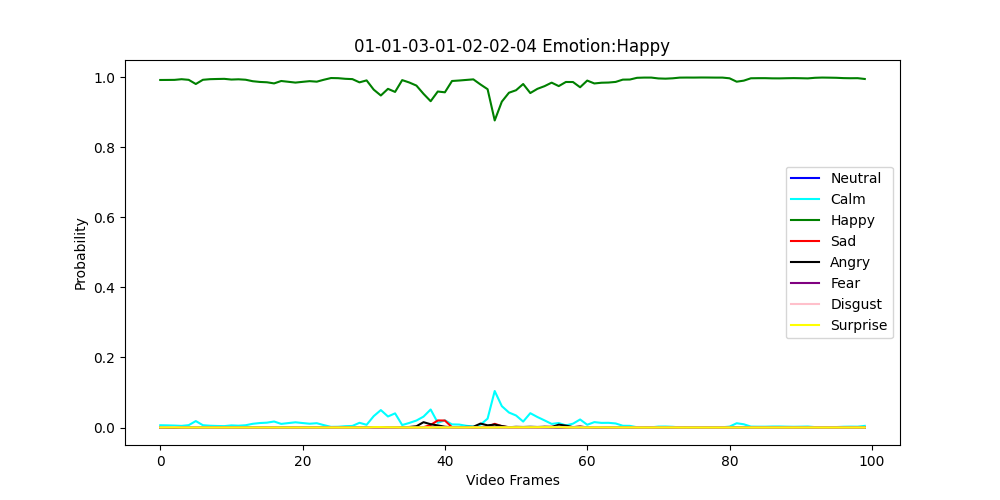 01-01-03-01-02-02-04 Emotion:Happy
1.0
0.8
0.6
0.4
0.2
0.0
Probability
Neutral
Calm
Happy
Sad
Angry
Fear
Disgust
Surprise
0 20 40 60 80 100
Video Frames